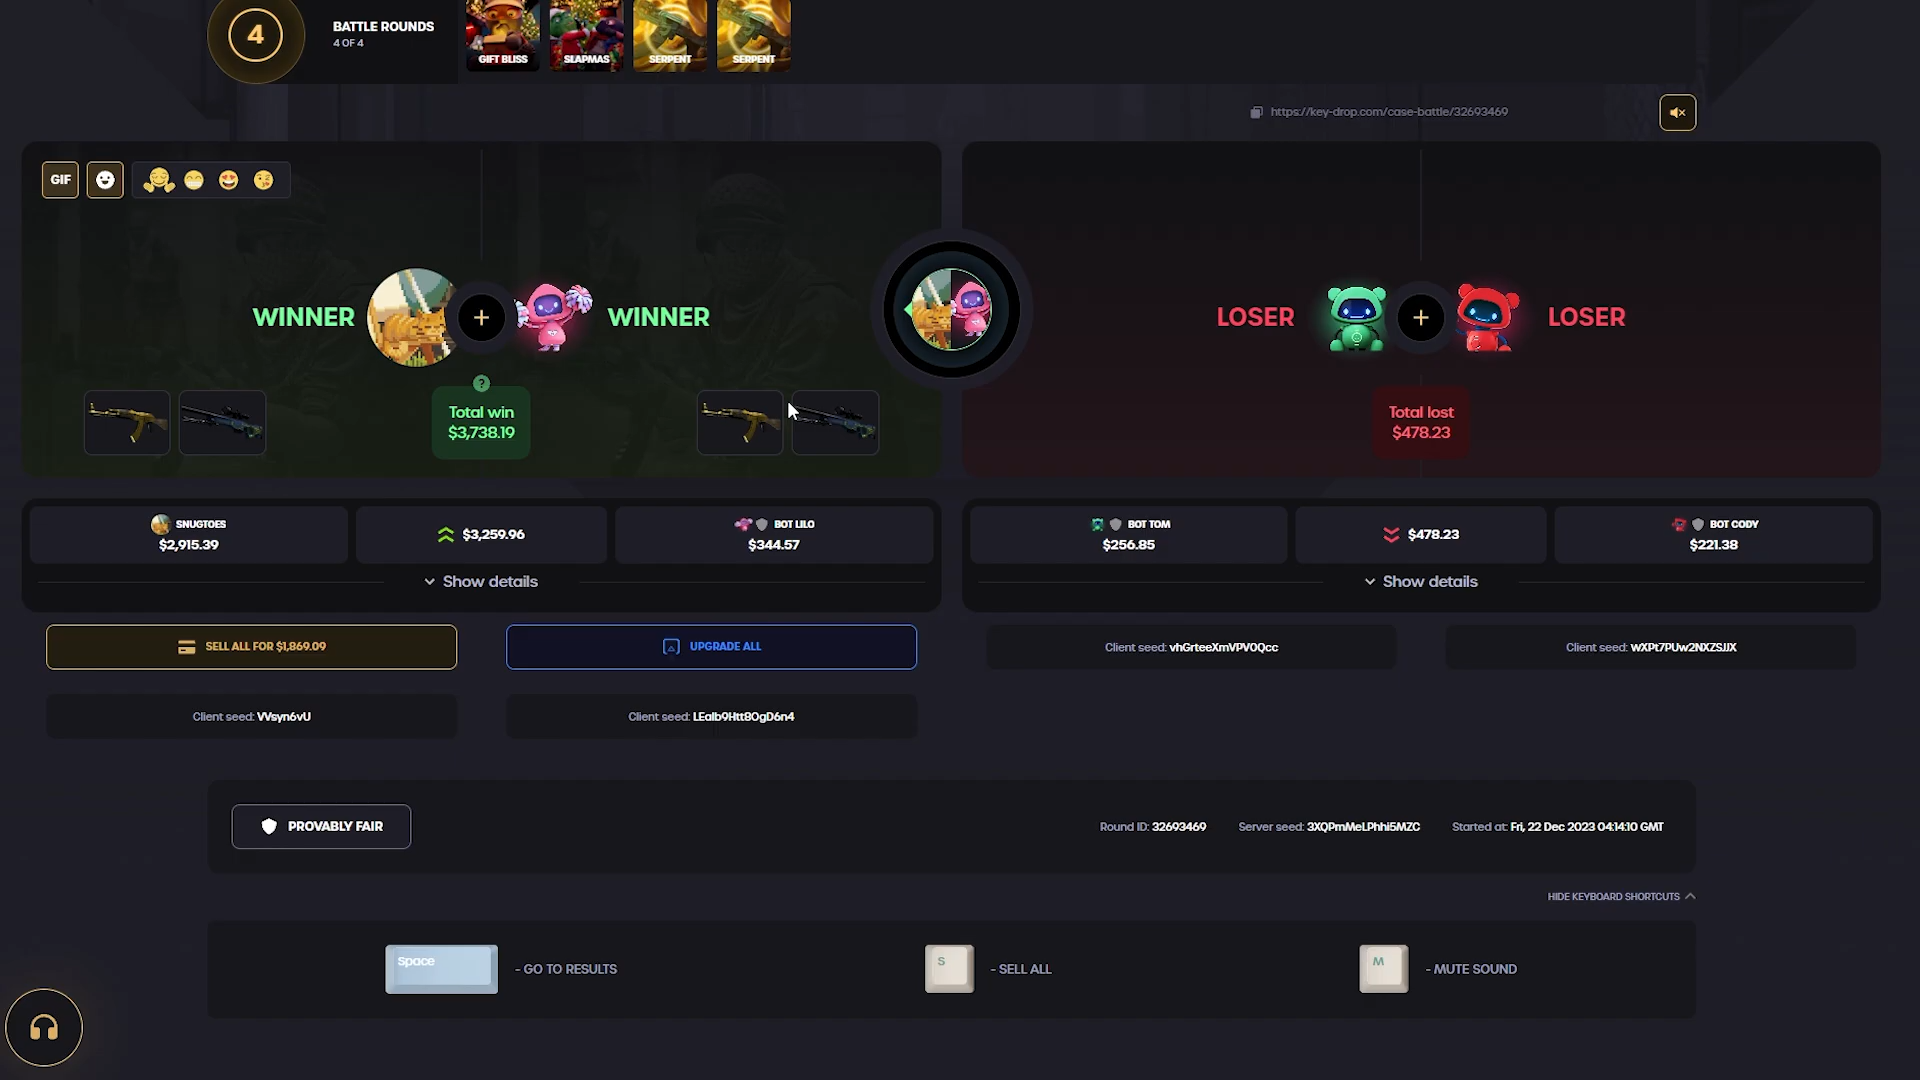 4
BATTLE ROUNDS
4 OF 4
GIFT BLISS
SLAPMAS
SERPENT
SERPENT
https://key-drop.com/case-battle/32693469
GIF
WINNER
+
WINNER
LOSER
+
LOSER
?
Total win
$3,738.19
Total lost
$478.23
SNUGTOES
$2,915.39
$3,259.96
BOT LILO
$344.57
BOT TOM
$256.85
$478.23
BOT CODY
$221.38
Show details
Show details
SELL ALL FOR $1,869.09
UPGRADE ALL
Client seed: vhGrteeXmVPV0Qcc
Client seed: wXPt7PUw2NXZSJJX
Client seed: VVsyn6vU
Client seed: LEalb9Htt8OgD6n4
PROVABLY FAIR
Round ID: 32693469
Server seed: 3XQPmMeLPhhi5MZC
Started at: Fri, 22 Dec 2023 04:14:10 GMT
HIDE KEYBOARD SHORTCUTS
Space
- GO TO RESULTS
S
- SELL ALL
M
- MUTE SOUND